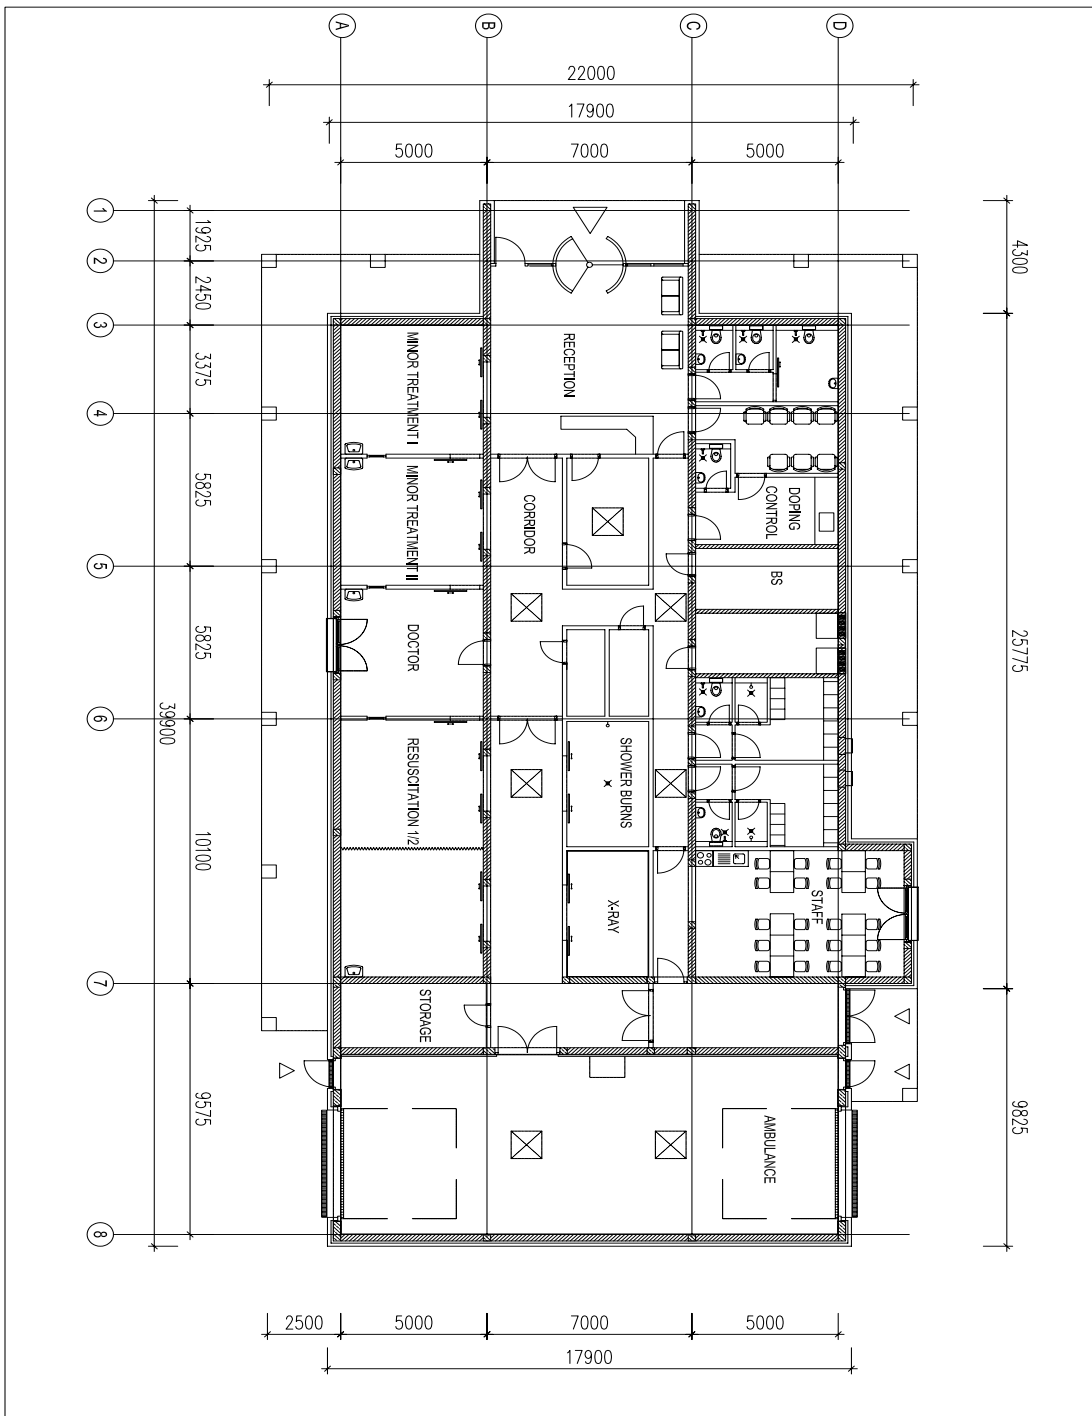 A
B
C
D
22000
17900
5000
7000
5000
1
2
3
4
5
6
7
8
1925
2450
3375
5825
5825
10100
9575
39900
4300
25775
9825
RECEPTION
MINOR TREATMENT I
MINOR TREATMENT II
CORRIDOR
DOPING
CONTROL
BS
DOCTOR
RESUSCITATION 1/2
SHOWER BURNS
X-RAY
STAFF
STORAGE
AMBULANCE
2500
5000
7000
5000
17900